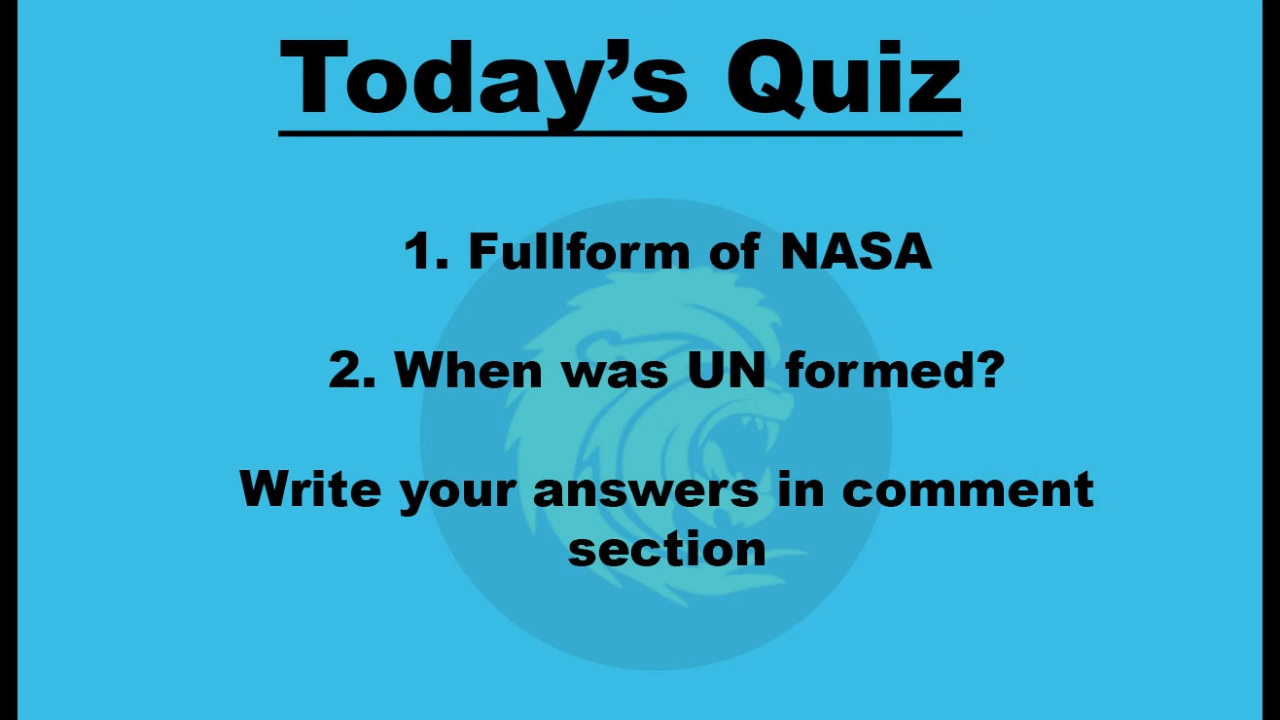 Today’s Quiz
1. Fullform of NASA
2. When was UN formed?
Write your answers in comment
section